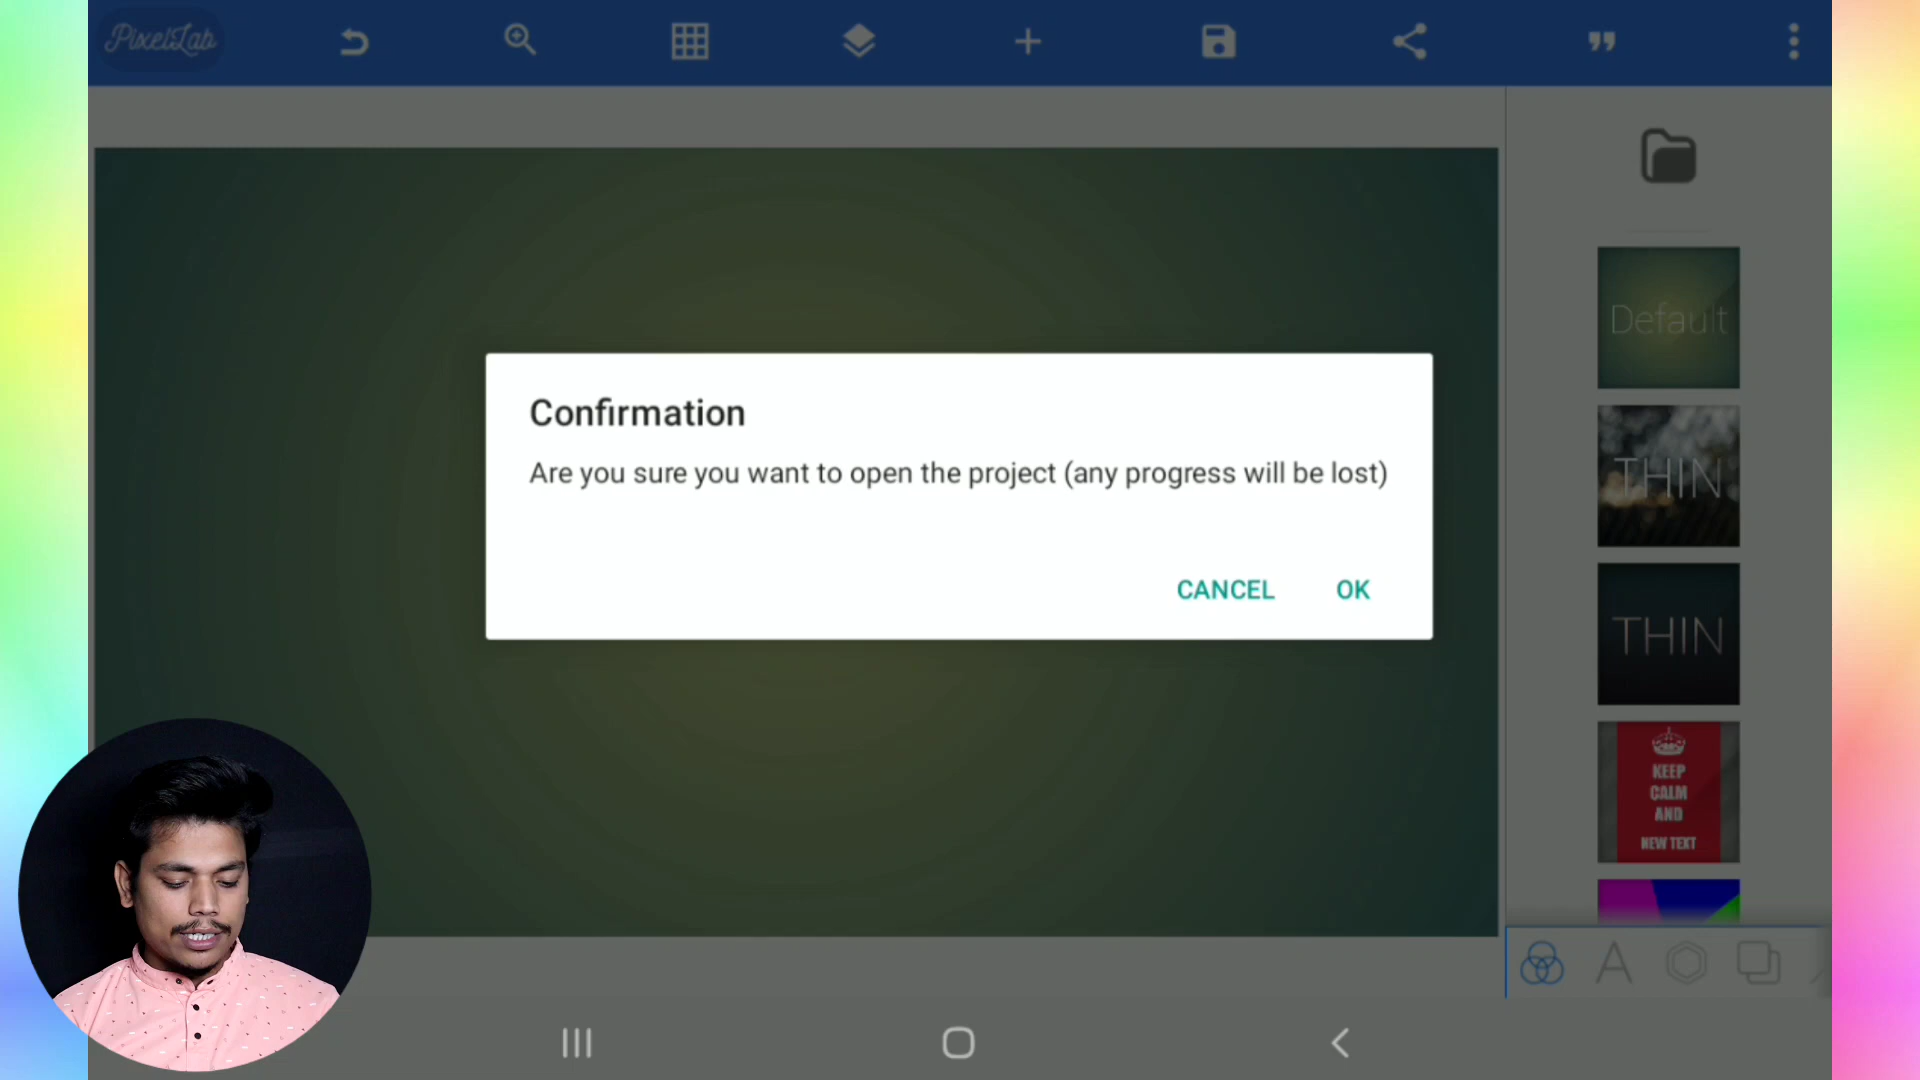 PixelLab
Confirmation
Are you sure you want to open the project (any progress will be lost)
CANCEL
OK
Default
THIN
THIN
KEEP
CALM
AND
NEW TEXT